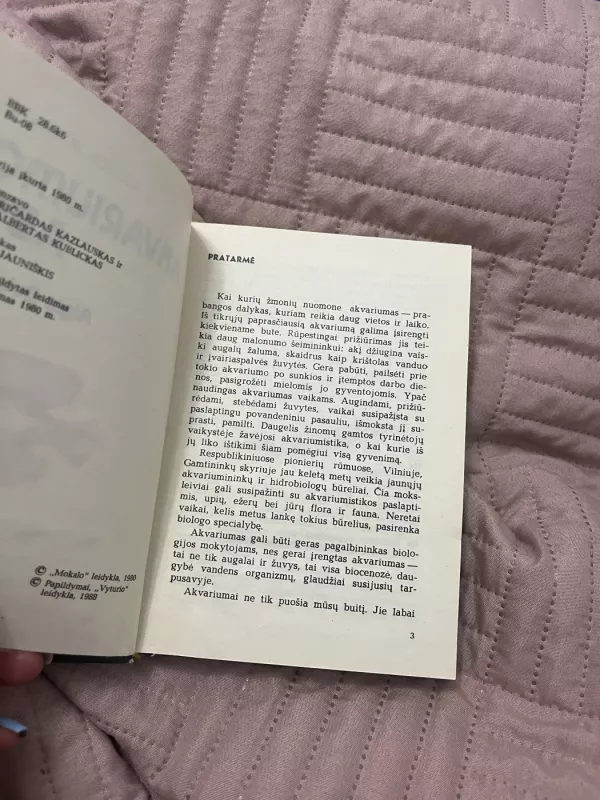 BBK 28.6k6
Bu-08
rija įkurta 1980 m.
RIČARDAS KAZLAUSKAS ir
ALBERTAS KUBLICKAS
JAUNIŠKIS
pildytas leidimas
mas 1980 m.
© „Mokslo" leidykla, 1980
© Papildymai, „Vyturio"
leidykla, 1988
PRATARMĖ
Kai kurių žmonių nuomone akvariumas — pra-
bangos dalykas, kuriam reikia daug vietos ir laiko.
Iš tikrųjų paprasčiausią akvariumą galima įsirengti
kiekviename bute. Rūpestingai prižiūrimas jis tei-
kia daug malonumo šeimininkui: akį džiugina vais-
ki augalų žaluma, skaidrus kaip krištolas vanduo
ir įvairiaspalvės žuvytės. Gera pabūti, pailsėti prie
tokio akvariumo po sunkios ir įtemptos darbo die-
nos, pasigrožėti mielomis jo gyventojomis. Ypač
naudingas akvariumas vaikams. Augindami, prižiū-
rėdami, stebėdami žuvytes, vaikai susipažįsta su
paslaptingu povandeniniu pasauliu, išmoksta jį su-
prasti, pamilti. Daugelis žinomų gamtos tyrinėtojų
vaikystėje žavėjosi akvariumistika, o kai kurie iš
jų liko ištikimi šiam pomėgiui visą gyvenimą.
Respublikiniuose pionierių rūmuose, Vilniuje,
Gamtininkų skyriuje jau keletą metų veikia jaunųjų
akvariumininkų ir hidrobiologų būreliai. Čia moks-
leiviai gali susipažinti su akvariumistikos paslapti-
mis, upių, ežerų bei jūrų flora ir fauna. Neretai
vaikai, kelis metus lankę tokius būrelius, pasirenka
biologo specialybę.
Akvariumas gali būti geras pagalbininkas biolo-
gijos mokytojams, nes gerai įrengtas akvariumas —
tai ne tik augalai ir žuvys, tai visa biocenozė, dau-
gybė vandens organizmų, glaudžiai susijusių tar-
pusavyje.
Akvariumai ne tik puošia mūsų buitį. Jie labai
3